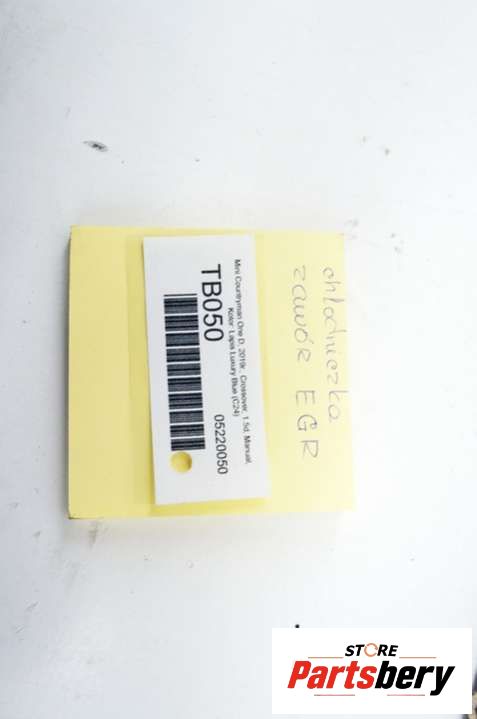 chłodniczka
zawór EGR
Mini Countryman One D, 2019r., Crossover, 1.5d, Manual,
Kolor: Lapis Luxury Blue (C24)
TB050
05220050
STORE
Partsbery